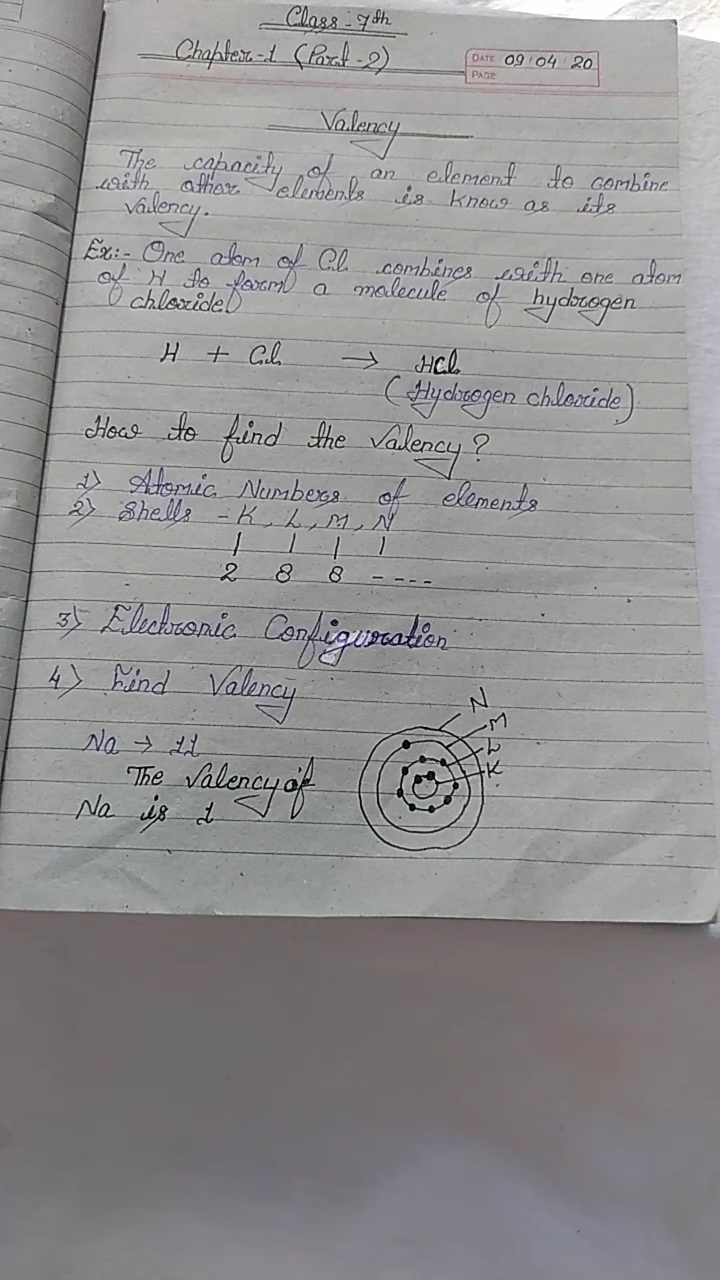 Class - 7th
Chapter-1 (Part-2)
DATE 09 04 20
PAGE
Valency
The capacity of an element to combine
with other elements is know as its
valency.
Ex:- One atom of Cl combines with one atom
of H to form a molecule of hydrogen
chloride
H + Cl → HCl
(Hydrogen chloride)
How to find the valency?
1) Atomic Numbers of elements
2) Shells - K, L, M, N
| | | |
2 8 8 ----
3) Electronic Configuration
4) Find Valency
N
M
L
K
Na → 11
The Valency of
Na is 1